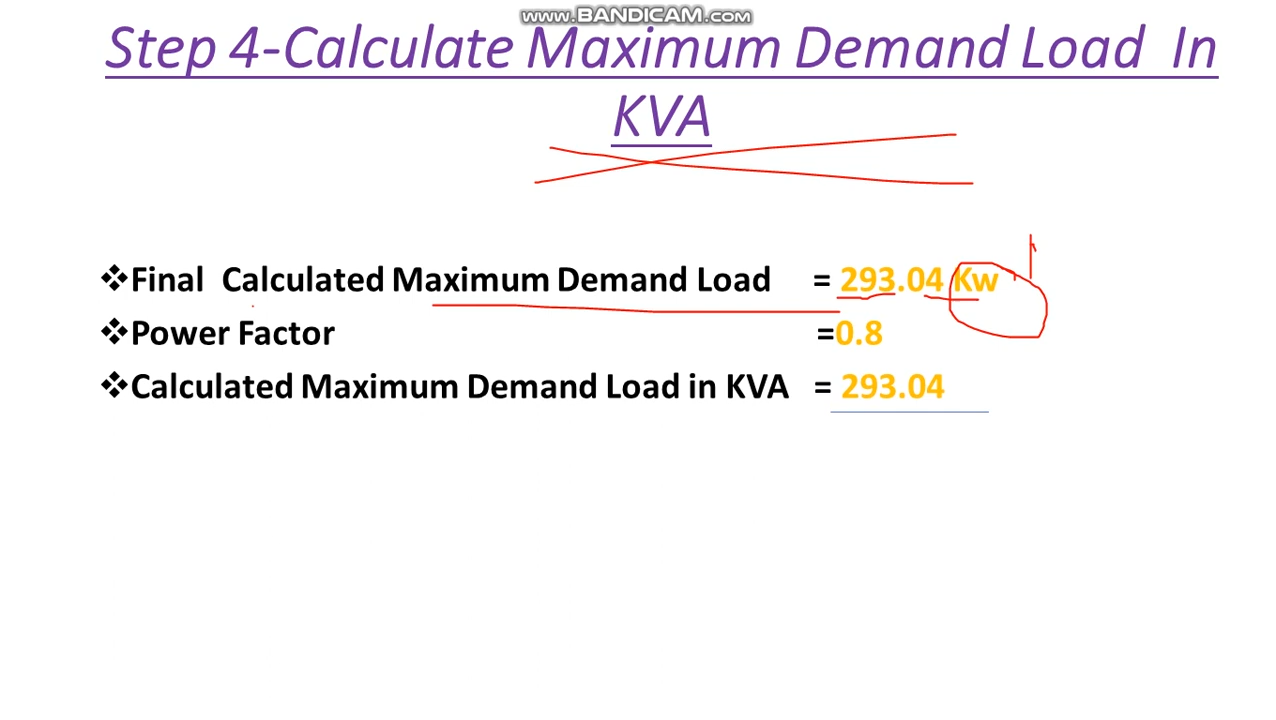 www.BANDICAM.com
Step 4-Calculate Maximum Demand Load In
KVA
❖Final Calculated Maximum Demand Load = 293.04 Kw
❖Power Factor =0.8
❖Calculated Maximum Demand Load in KVA = 293.04